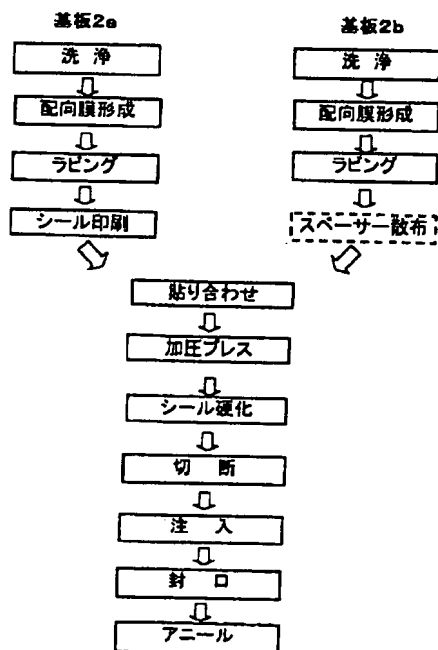 基板2a
洗浄
配向膜形成
ラビング
シール印刷
基板2b
洗浄
配向膜形成
ラビング
スペーサー散布
貼り合わせ
加圧プレス
シール硬化
切断
注入
封口
アニール